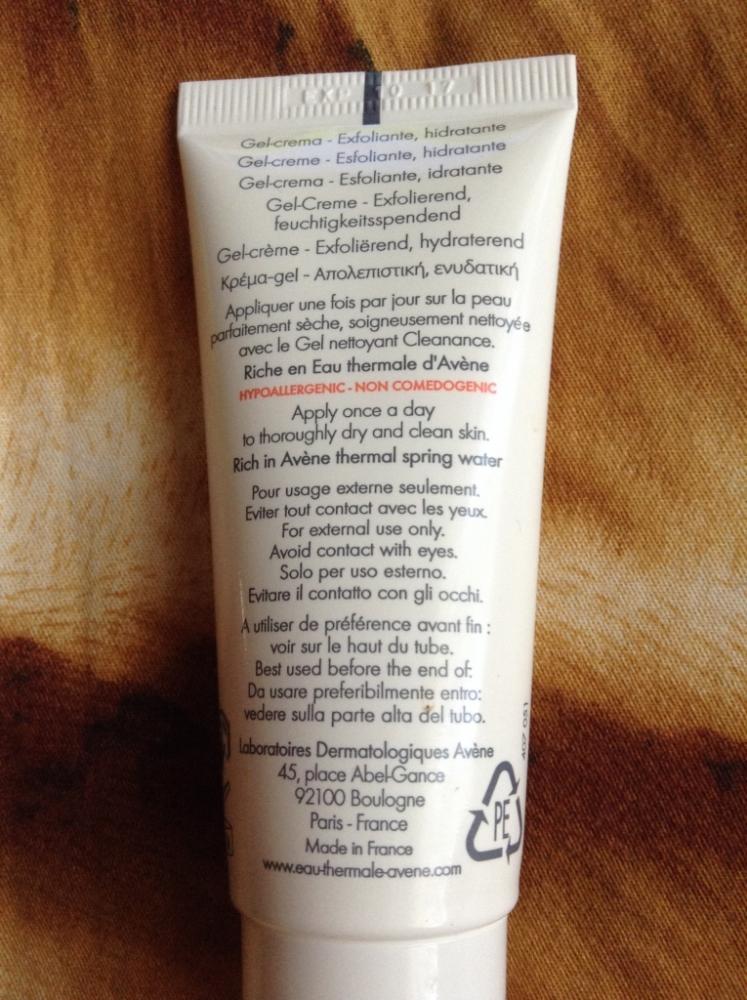 EXP 10 17
Gel-crema - Exfoliante, hidratante
Gel-creme - Esfoliante, hidratante
Gel-crema - Esfoliante, idratante
Gel-Creme - Exfolierend,
feuchtigkeitsspendend
Gel-crème - Exfoliërend, hydraterend
Κρέμα-gel - Απολεπιστική, ενυδατική
Appliquer une fois par jour sur la peau
parfaitement sèche, soigneusement nettoyée
avec le Gel nettoyant Cleanance.
Riche en Eau thermale d'Avène
HYPOALLERGENIC - NON COMEDOGENIC
Apply once a day
to thoroughly dry and clean skin.
Rich in Avène thermal spring water
Pour usage externe seulement.
Eviter tout contact avec les yeux.
For external use only.
Avoid contact with eyes.
Solo per uso esterno.
Evitare il contatto con gli occhi.
A utiliser de préférence avant fin :
voir sur le haut du tube.
Best used before the end of:
Da usare preferibilmente entro:
vedere sulla parte alta del tubo.
Laboratoires Dermatologiques Avène
45, place Abel-Gance
92100 Boulogne
Paris - France
Made in France
www.eau-thermale-avene.com
PE